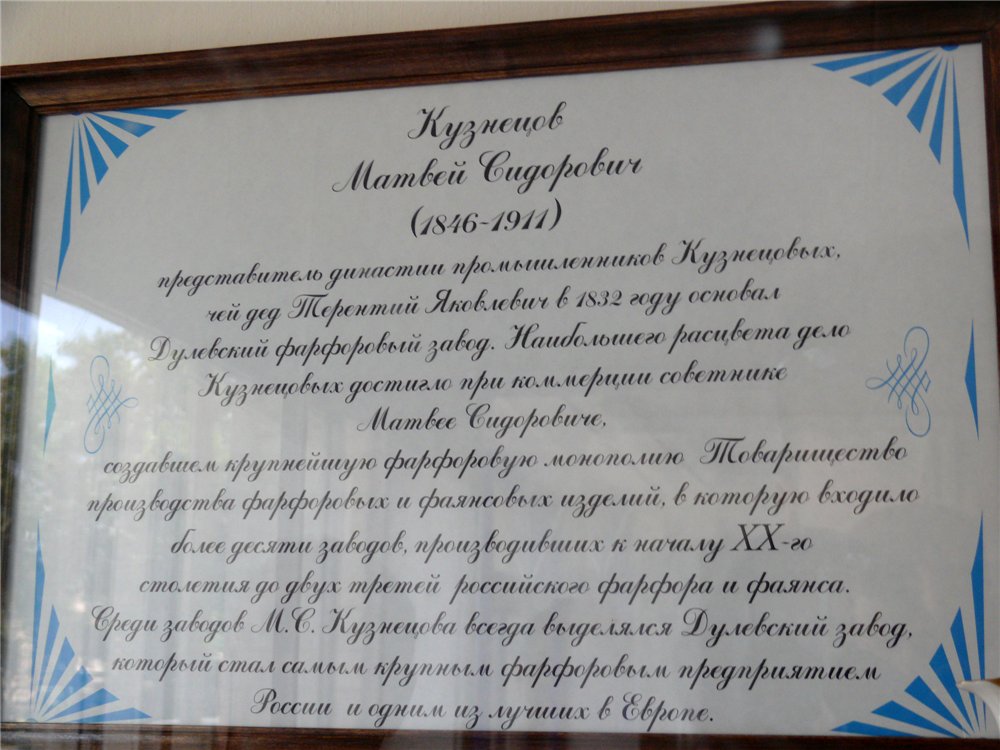 Кузнецов
Матвей Сидорович
(1846-1911)
представитель династии промышленников Кузнецовых,
чей дед Терентий Яковлевич в 1832 году основал
Дулевский фарфоровый завод. Наибольшего расцвета дело
Кузнецовых достигло при коммерции советнике
Матвее Сидоровиче,
создавшем крупнейшую фарфоровую монополию Товарищество
производства фарфоровых и фаянсовых изделий, в которую входило
более десяти заводов, производивших к началу XX-го
столетия до двух третей российского фарфора и фаянса.
Среди заводов М.С. Кузнецова всегда выделялся Дулевский завод,
который стал самым крупным фарфоровым предприятием
России и одним из лучших в Европе.